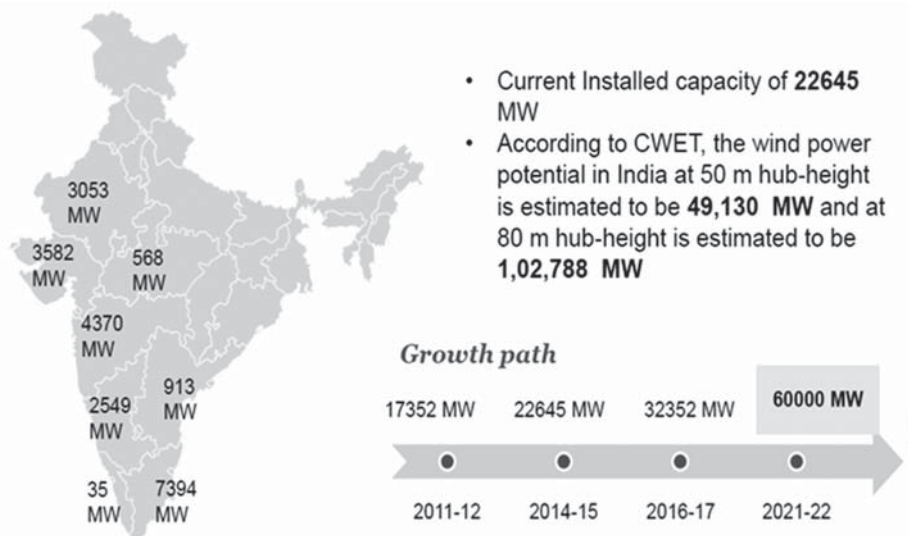 3053
MW
3582
MW
568
MW
4370
MW
913
MW
2549
MW
35
MW
7394
MW
• Current Installed capacity of 22645
MW
• According to CWET, the wind power
potential in India at 50 m hub-height
is estimated to be 49,130 MW and at
80 m hub-height is estimated to be
1,02,788 MW
Growth path
17352 MW 22645 MW 32352 MW 60000 MW
2011-12 2014-15 2016-17 2021-22